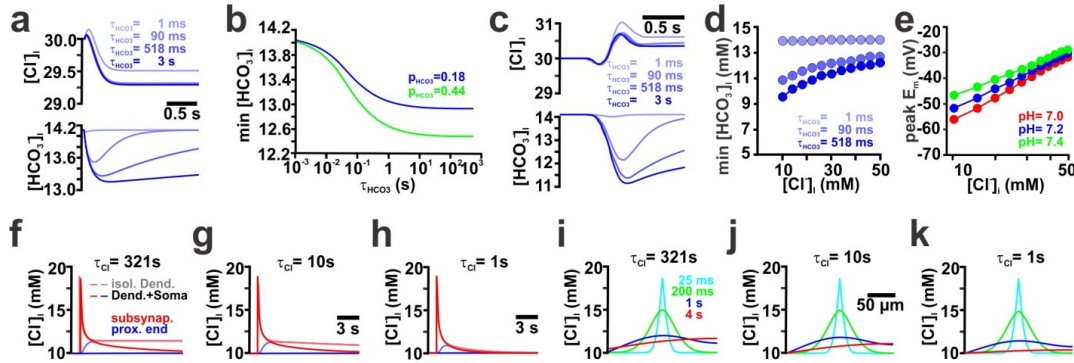 a
[Cl-]i
30.0
29.5
29.0
τHCO3= 1 ms
τHCO3= 90 ms
τHCO3= 518 ms
τHCO3= 3 s
0.5 s
[HCO3-]i
14.2
13.6
13.0
b
min [HCO3-]i
14.2
13.8
13.4
13.0
12.6
12.2
pHCO3=0.18
pHCO3=0.44
10-3 10-2 10-1 100 101 102 103
τHCO3 (s)
c
0.5 s
[Cl-]i
31
30
29
τHCO3= 1 ms
τHCO3= 90 ms
τHCO3= 518 ms
τHCO3= 3 s
[HCO3-]i
14
13
12
11
d
min [HCO3-]i (mM)
15
13
11
9
7
5
τHCO3= 1 ms
τHCO3= 90 ms
τHCO3= 518 ms
10 30 50
[Cl-]i (mM)
e
peak Em (mV)
-20
-30
-40
-50
-60
-70
pH= 7.0
pH= 7.2
pH= 7.4
10 30 50
[Cl-]i (mM)
f
τCl= 321s
[Cl-]i (mM)
20
15
10
isol. Dend.
Dend.+Soma
subsynap.
prox. end
g
τCl= 10s
[Cl-]i (mM)
20
15
10
3 s
h
τCl= 1s
[Cl-]i (mM)
20
15
10
3 s
i
τCl= 321s
[Cl-]i (mM)
20
15
10
25 ms
200 ms
1 s
4 s
j
τCl= 10s
[Cl-]i (mM)
20
15
10
50 µm
k
τCl= 1s
[Cl-]i (mM)
20
15
10